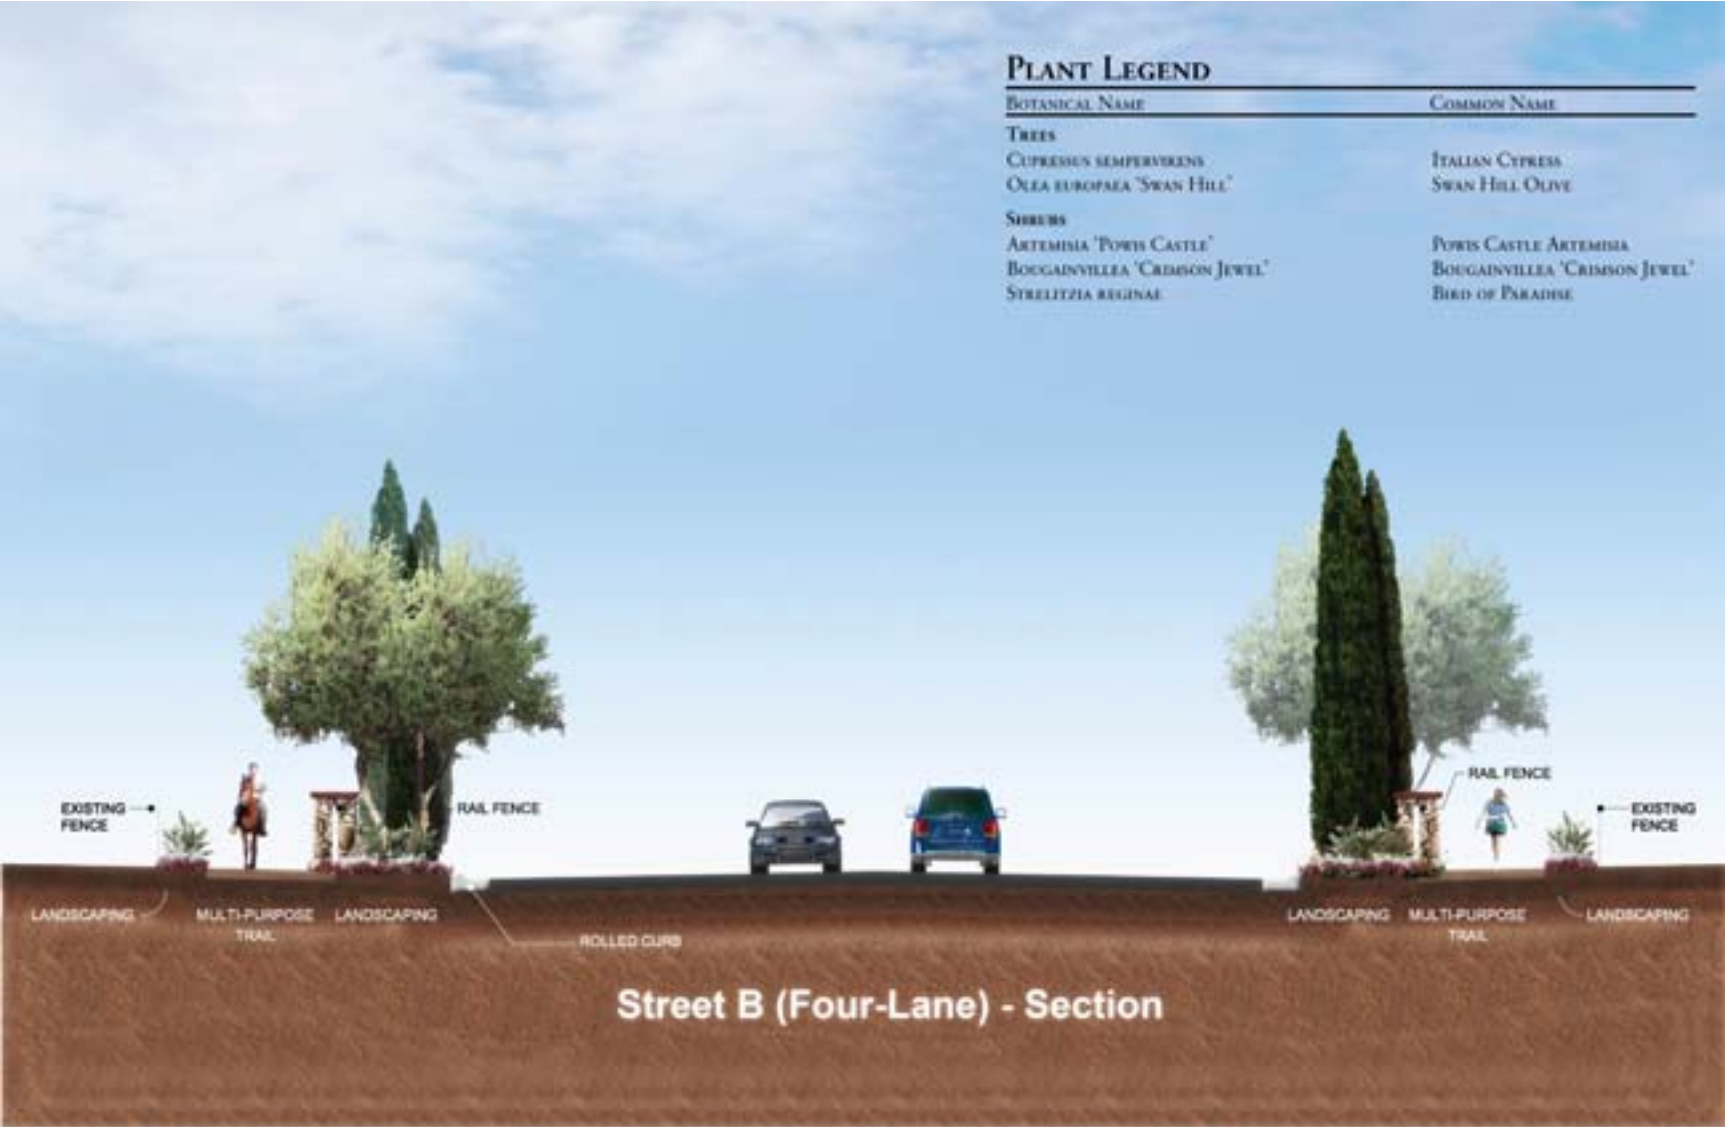 PLANT LEGEND
BOTANICAL NAME COMMON NAME
TREES
CUPRESSUS SEMPERVIRENS ITALIAN CYPRESS
OLEA EUROPAEA 'SWAN HILL' SWAN HILL OLIVE
SHRUBS
ARTEMISIA 'POWIS CASTLE' POWIS CASTLE ARTEMISIA
BOUGAINVILLEA 'CRIMSON JEWEL' BOUGAINVILLEA 'CRIMSON JEWEL'
STRELITZIA REGINAE BIRD OF PARADISE
EXISTING
FENCE
RAIL FENCE
RAIL FENCE
EXISTING
FENCE
LANDSCAPING
MULTI-PURPOSE
TRAIL
LANDSCAPING
ROLLED CURB
LANDSCAPING
MULTI-PURPOSE
TRAIL
LANDSCAPING
Street B (Four-Lane) - Section